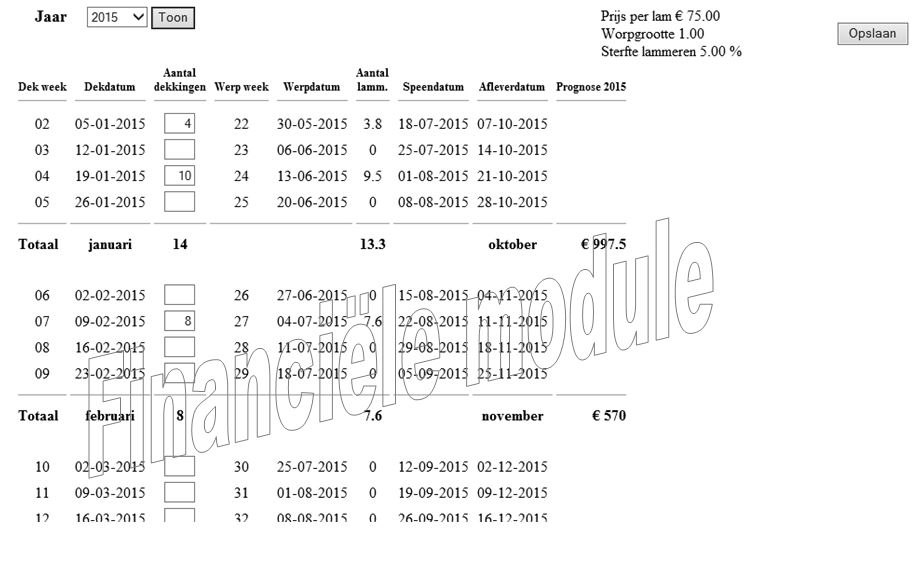 Jaar 2015 Toon
Prijs per lam € 75.00
Worpgrootte 1.00
Sterfte lammeren 5.00 %
Opslaan
Dek week Dekdatum Aantal dekkingen Werp week Werpdatum Aantal lamm. Speendatum Afleverdatum Prognose 2015
02 05-01-2015 4 22 30-05-2015 3.8 18-07-2015 07-10-2015
03 12-01-2015 23 06-06-2015 0 25-07-2015 14-10-2015
04 19-01-2015 10 24 13-06-2015 9.5 01-08-2015 21-10-2015
05 26-01-2015 25 20-06-2015 0 08-08-2015 28-10-2015
Totaal januari 14 13.3 oktober € 997.5
06 02-02-2015 26 27-06-2015 0 15-08-2015 04-11-2015
07 09-02-2015 8 27 04-07-2015 7.6 22-08-2015 11-11-2015
08 16-02-2015 28 11-07-2015 0 29-08-2015 18-11-2015
09 23-02-2015 29 18-07-2015 0 05-09-2015 25-11-2015
Totaal februari 8 7.6 november € 570
10 02-03-2015 30 25-07-2015 0 12-09-2015 02-12-2015
11 09-03-2015 31 01-08-2015 0 19-09-2015 09-12-2015
12 16-03-2015 32 08-08-2015 0 26-09-2015 16-12-2015
Financiële module